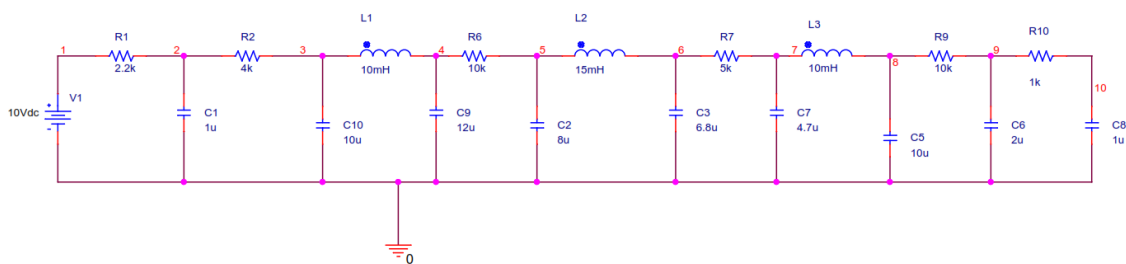 L1
L2
L3
1
R1
2
R2
3
4
R6
5
6
R7
7
8
R9
9
R10
2.2k
4k
10mH
10k
15mH
5k
10mH
10k
1k
10
V1
10Vdc
+
-
C1
1u
C10
10u
C9
12u
C2
8u
C3
6.8u
C7
4.7u
C5
10u
C6
2u
C8
1u
0